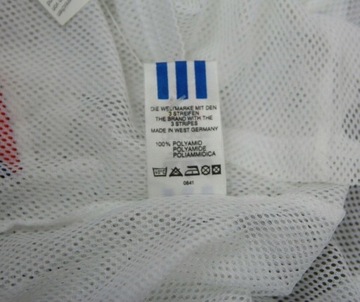 DIE WELTMARKE MIT DEN
3 STREIFEN
THE BRAND WITH THE
3 STRIPES
MADE IN WEST GERMANY
100% POLYAMID
POLYAMIDE
POLIAMMIDICA
0841